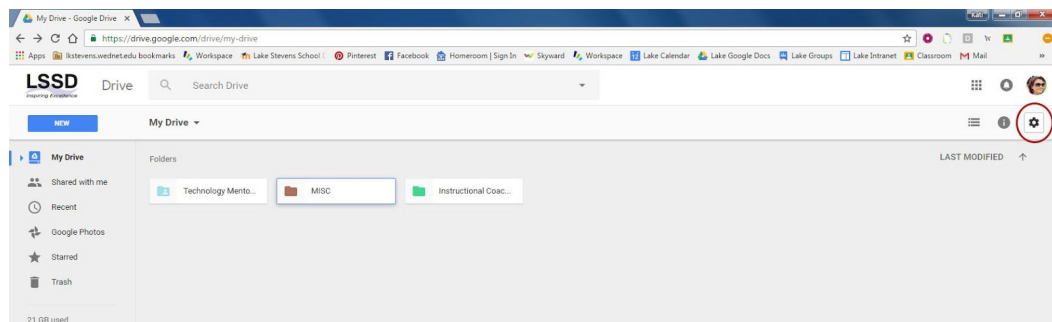 My Drive - Google Drive
Kati
https://drive.google.com/drive/my-drive
Apps lkstevens.wednet.edu bookmarks Workspace Lake Stevens School Pinterest Facebook Homeroom | Sign In Skyward Workspace Lake Calendar Lake Google Docs Lake Groups Lake Intranet Classroom Mail »
LSSD Drive Search Drive
Inspiring Excellence
NEW My Drive
My Drive Folders LAST MODIFIED
Shared with me Technology Mento... MISC Instructional Coac...
Recent
Google Photos
Starred
Trash
21 GB used